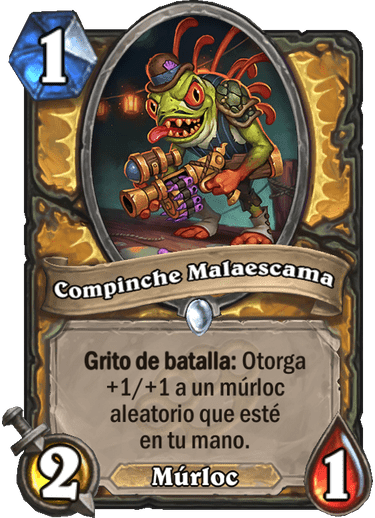 1
Compinche Malaescama
Grito de batalla: Otorga
+1/+1 a un múrloc
aleatorio que esté
en tu mano.
2
Múrloc
1